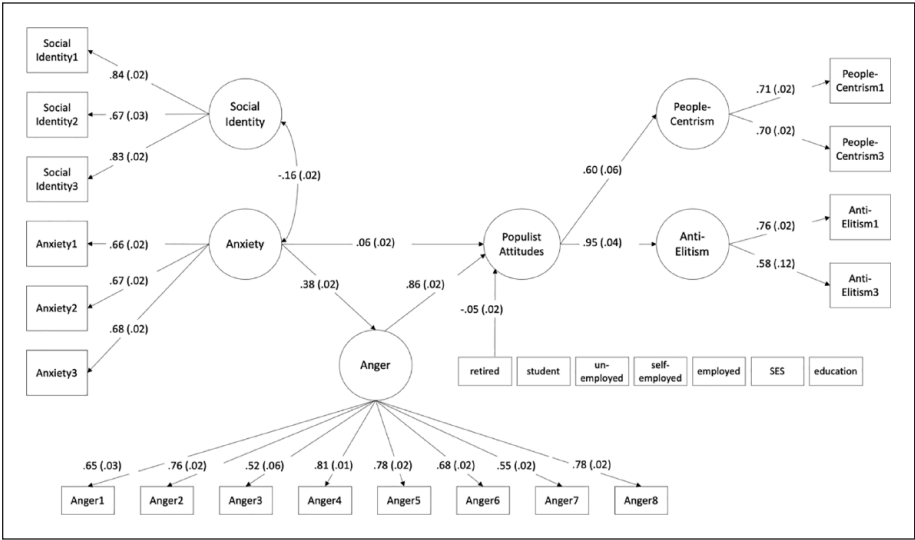 Social
Identity1
.84 (.02)
Social
Identity2
.67 (.03)
Social
Identity3
.83 (.02)
Social
Identity
-.16 (.02)
Anxiety1
.66 (.02)
Anxiety2
.67 (.02)
Anxiety3
.68 (.02)
Anxiety
.06 (.02)
.38 (.02)
.86 (.02)
Populist
Attitudes
-.05 (.02)
.60 (.06)
.95 (.04)
People-
Centrism
.71 (.02)
.70 (.02)
People-
Centrism1
People-
Centrism3
Anti-
Elitism
.76 (.02)
.58 (.12)
Anti-
Elitism1
Anti-
Elitism3
Anger
retired
student
un-
employed
self-
employed
employed
SES
education
.65 (.03)
.76 (.02)
.52 (.06)
.81 (.01)
.78 (.02)
.68 (.02)
.55 (.02)
.78 (.02)
Anger1
Anger2
Anger3
Anger4
Anger5
Anger6
Anger7
Anger8